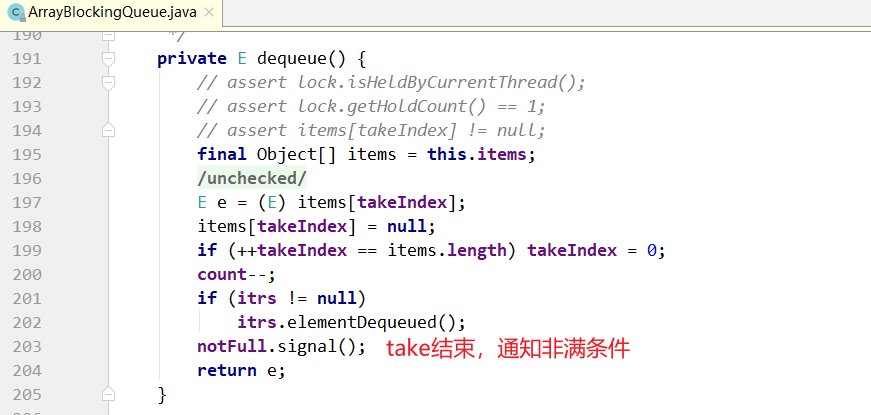 ArrayBlockingQueue.java
190 */
191 private E dequeue() {
192 // assert lock.isHeldByCurrentThread();
193 // assert lock.getHoldCount() == 1;
194 // assert items[takeIndex] != null;
195 final Object[] items = this.items;
196 /unchecked/
197 E e = (E) items[takeIndex];
198 items[takeIndex] = null;
199 if (++takeIndex == items.length) takeIndex = 0;
200 count--;
201 if (itrs != null)
202 itrs.elementDequeued();
203 notFull.signal(); take结束，通知非满条件
204 return e;
205 }